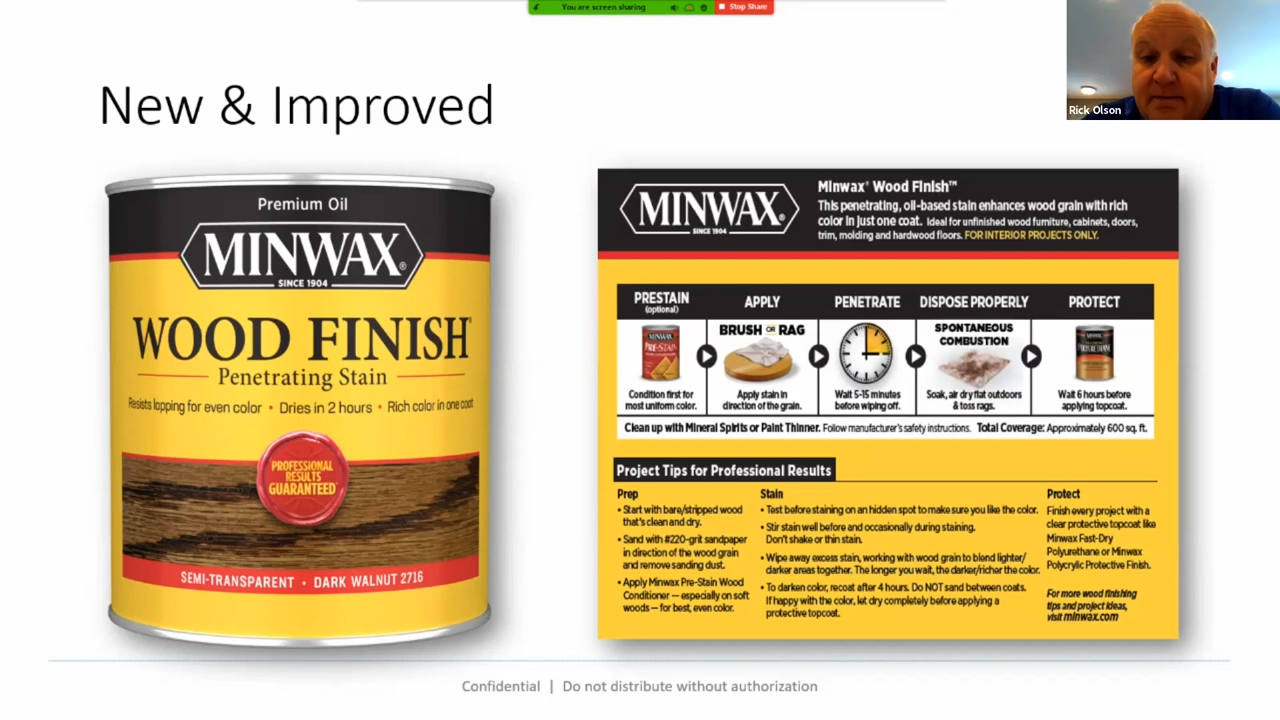 You are screen sharing
Stop Share
Rick Olson
New & Improved
Premium Oil
MINWAX®
SINCE 1904
WOOD FINISH®
Penetrating Stain
Resists lapping for even color • Dries in 2 hours • Rich color in one coat
PROFESSIONAL
RESULTS
GUARANTEED
SEMI-TRANSPARENT • DARK WALNUT 2716
MINWAX®
SINCE 1904
Minwax® Wood Finish™
This penetrating, oil-based stain enhances wood grain with rich
color in just one coat. Ideal for unfinished wood furniture, cabinets, doors,
trim, molding and hardwood floors. FOR INTERIOR PROJECTS ONLY.
PRESTAIN
(optional)
MINWAX
PRE-STAIN
Condition first for
most uniform color.
APPLY
BRUSH OR RAG
Apply stain in
direction of the grain.
PENETRATE
Wait 5-15 minutes
before wiping off.
DISPOSE PROPERLY
SPONTANEOUS
COMBUSTION
Soak, air dry flat outdoors
& toss rags.
PROTECT
MINWAX
POLYURETHANE
Wait 6 hours before
applying topcoat.
Clean up with Mineral Spirits or Paint Thinner. Follow manufacturer's safety instructions. Total Coverage: Approximately 600 sq. ft.
Project Tips for Professional Results
Prep
• Start with bare/stripped wood
that's clean and dry.
• Sand with #220-grit sandpaper
in direction of the wood grain
and remove sanding dust.
• Apply Minwax Pre-Stain Wood
Conditioner — especially on soft
woods — for best, even color.
Stain
• Test before staining on an hidden spot to make sure you like the color.
• Stir stain well before and occasionally during staining.
Don't shake or thin stain.
• Wipe away excess stain, working with wood grain to blend lighter/
darker areas together. The longer you wait, the darker/richer the color.
• To darken color, recoat after 4 hours. Do NOT sand between coats.
If happy with the color, let dry completely before applying a
protective topcoat.
Protect
Finish every project with a
clear protective topcoat like
Minwax Fast-Dry
Polyurethane or Minwax
Polycrylic Protective Finish.
For more wood finishing
tips and project ideas,
visit minwax.com
Confidential | Do not distribute without authorization